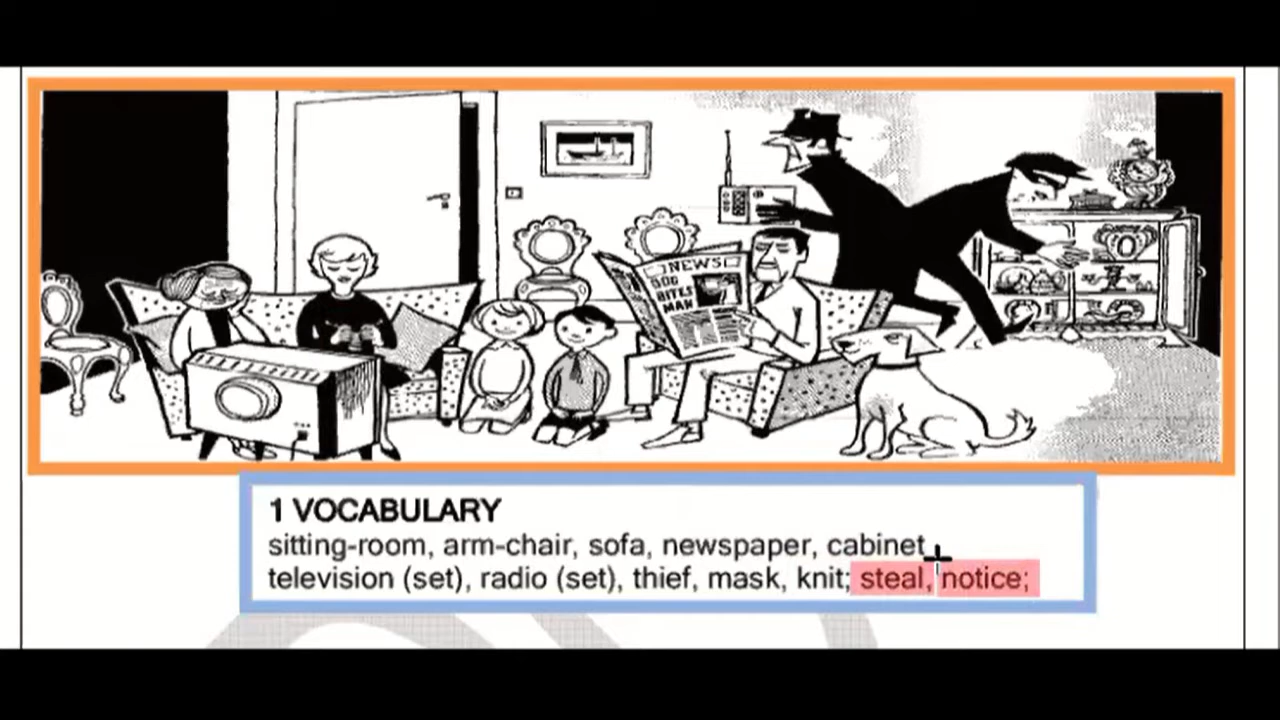 NEWS
DOG
BITES
MAN
1 VOCABULARY
sitting-room, arm-chair, sofa, newspaper, cabinet
television (set), radio (set), thief, mask, knit; steal, notice;